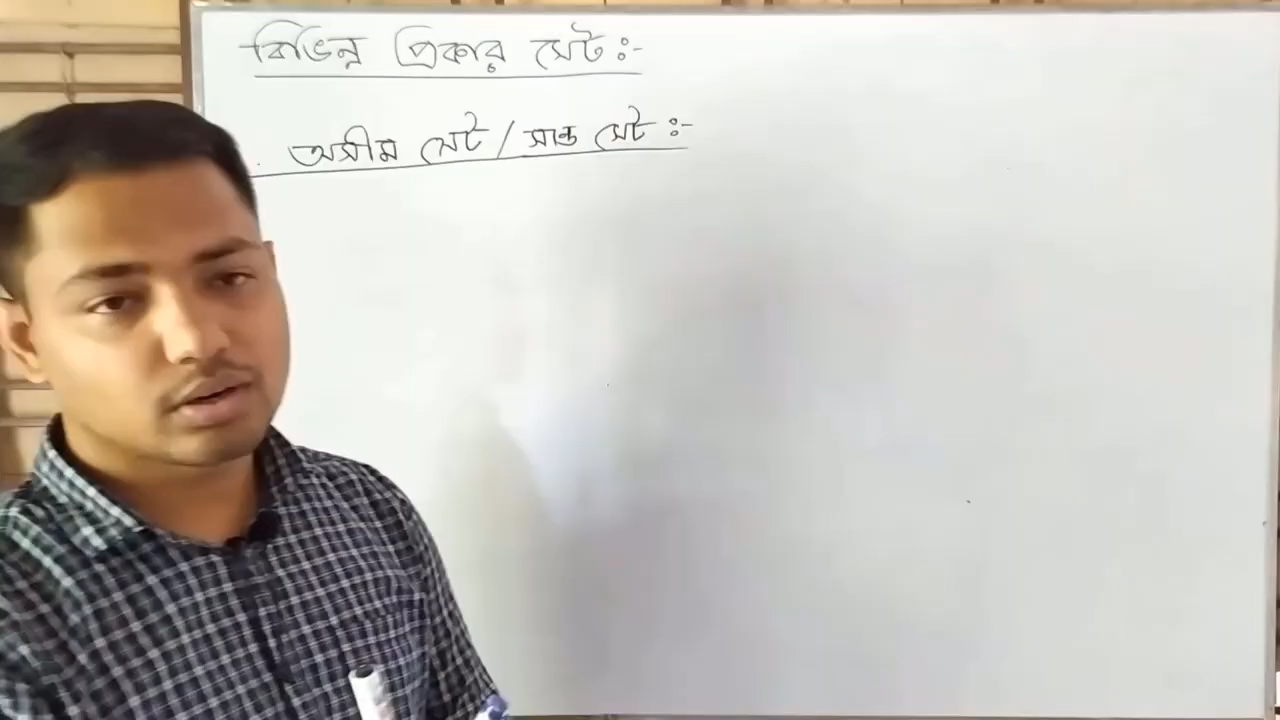 বিভিন্ন প্রকার সেট ঃ-
অসীম সেট / সান্ত সেট ঃ-